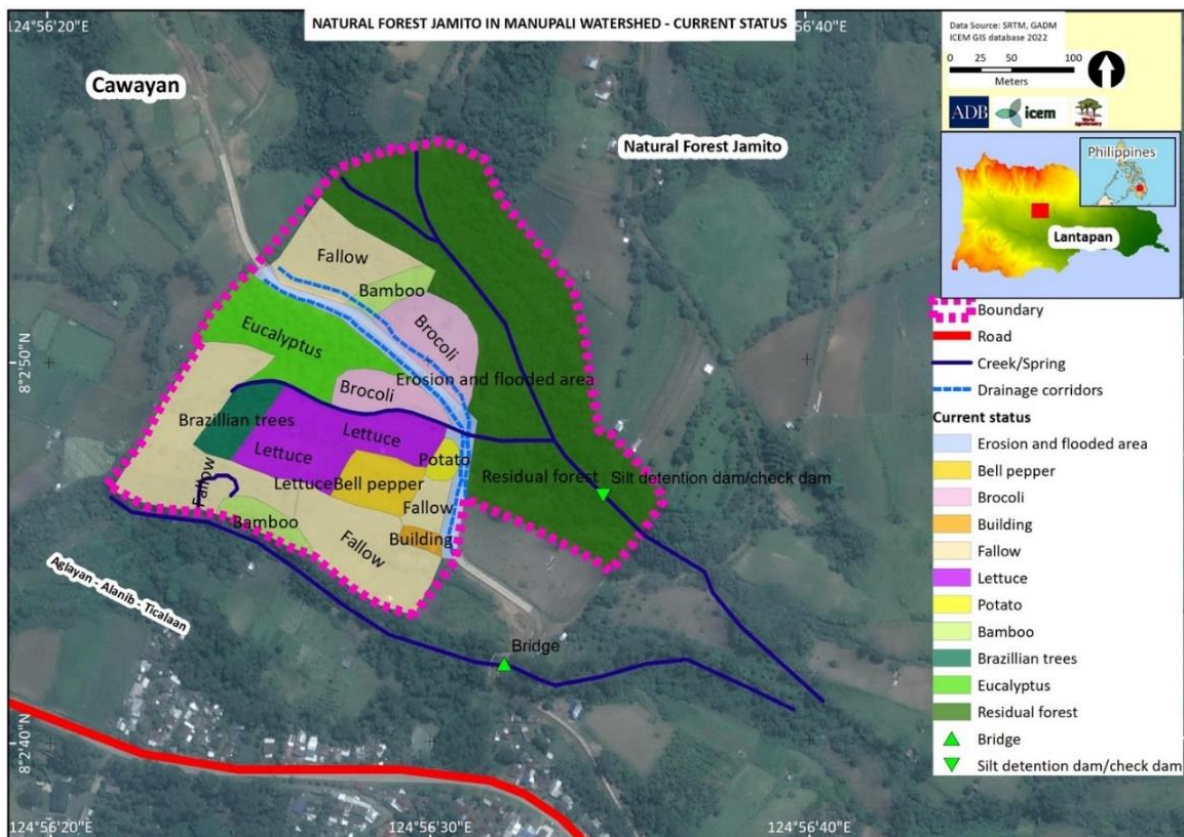 NATURAL FOREST JAMITO IN MANUPALI WATERSHED - CURRENT STATUS
124°56'20"E
124°56'40"E
Cawayan
Natural Forest Jamito
Data Source: SRTM, GADM
ICEM GIS database 2022
0 25 50 100
Meters
ADB icem
Philippines
Lantapan
Fallow
Bamboo
Eucalyptus
Brocoli
8°2'50"N
Erosion and flooded area
Brocoli
Brazillian trees
Lettuce
Lettuce
Potato
Lettuce
Bell pepper
Residual forest
Silt detention dam/check dam
Fallow
Fallow
Bamboo
Building
Fallow
Aglayan - Alanib - Ticalaan
Bridge
8°2'40"N
124°56'20"E
124°56'30"E
124°56'40"E
Boundary
Road
Creek/Spring
Drainage corridors
Current status
Erosion and flooded area
Bell pepper
Brocoli
Building
Fallow
Lettuce
Potato
Bamboo
Brazillian trees
Eucalyptus
Residual forest
Bridge
Silt detention dam/check dam